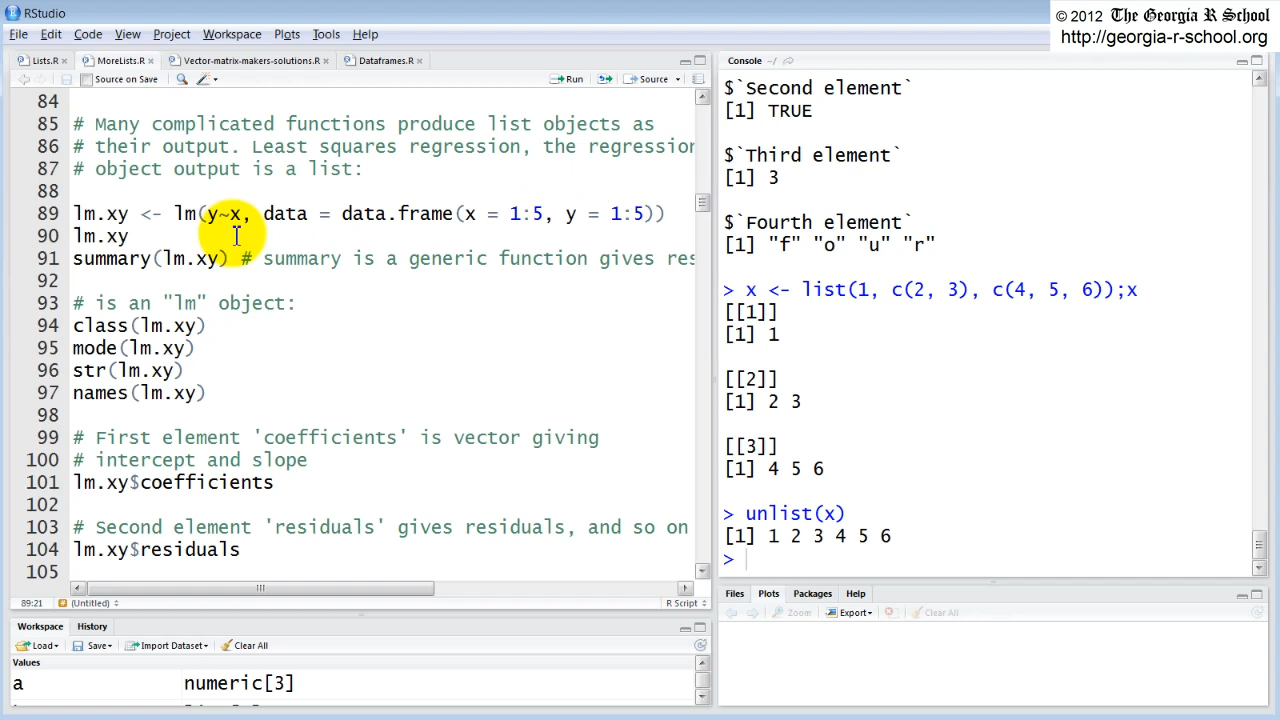 RStudio
© 2012 The Georgia R School
http://georgia-r-school.org
File Edit Code View Project Workspace Plots Tools Help
Lists.R MoreLists.R Vector-matrix-makers-solutions.R Dataframes.R
Source on Save Run Source
84
85 # Many complicated functions produce list objects as
86 # their output. Least squares regression, the regression
87 # object output is a list:
88
89 lm.xy <- lm(y~x, data = data.frame(x = 1:5, y = 1:5))
90 lm.xy
91 summary(lm.xy) # summary is a generic function gives res
92
93 # is an "lm" object:
94 class(lm.xy)
95 mode(lm.xy)
96 str(lm.xy)
97 names(lm.xy)
98
99 # First element 'coefficients' is vector giving
100 # intercept and slope
101 lm.xy$coefficients
102
103 # Second element 'residuals' gives residuals, and so on
104 lm.xy$residuals
105
89:21 (Untitled) R Script
Workspace History
Load Save Import Dataset Clear All
Values
a numeric[3]
Console ~/
$`Second element`
[1] TRUE
$`Third element`
[1] 3
$`Fourth element`
[1] "f" "o" "u" "r"
> x <- list(1, c(2, 3), c(4, 5, 6));x
[[1]]
[1] 1
[[2]]
[1] 2 3
[[3]]
[1] 4 5 6
> unlist(x)
[1] 1 2 3 4 5 6
>
Files Plots Packages Help
Zoom Export Clear All